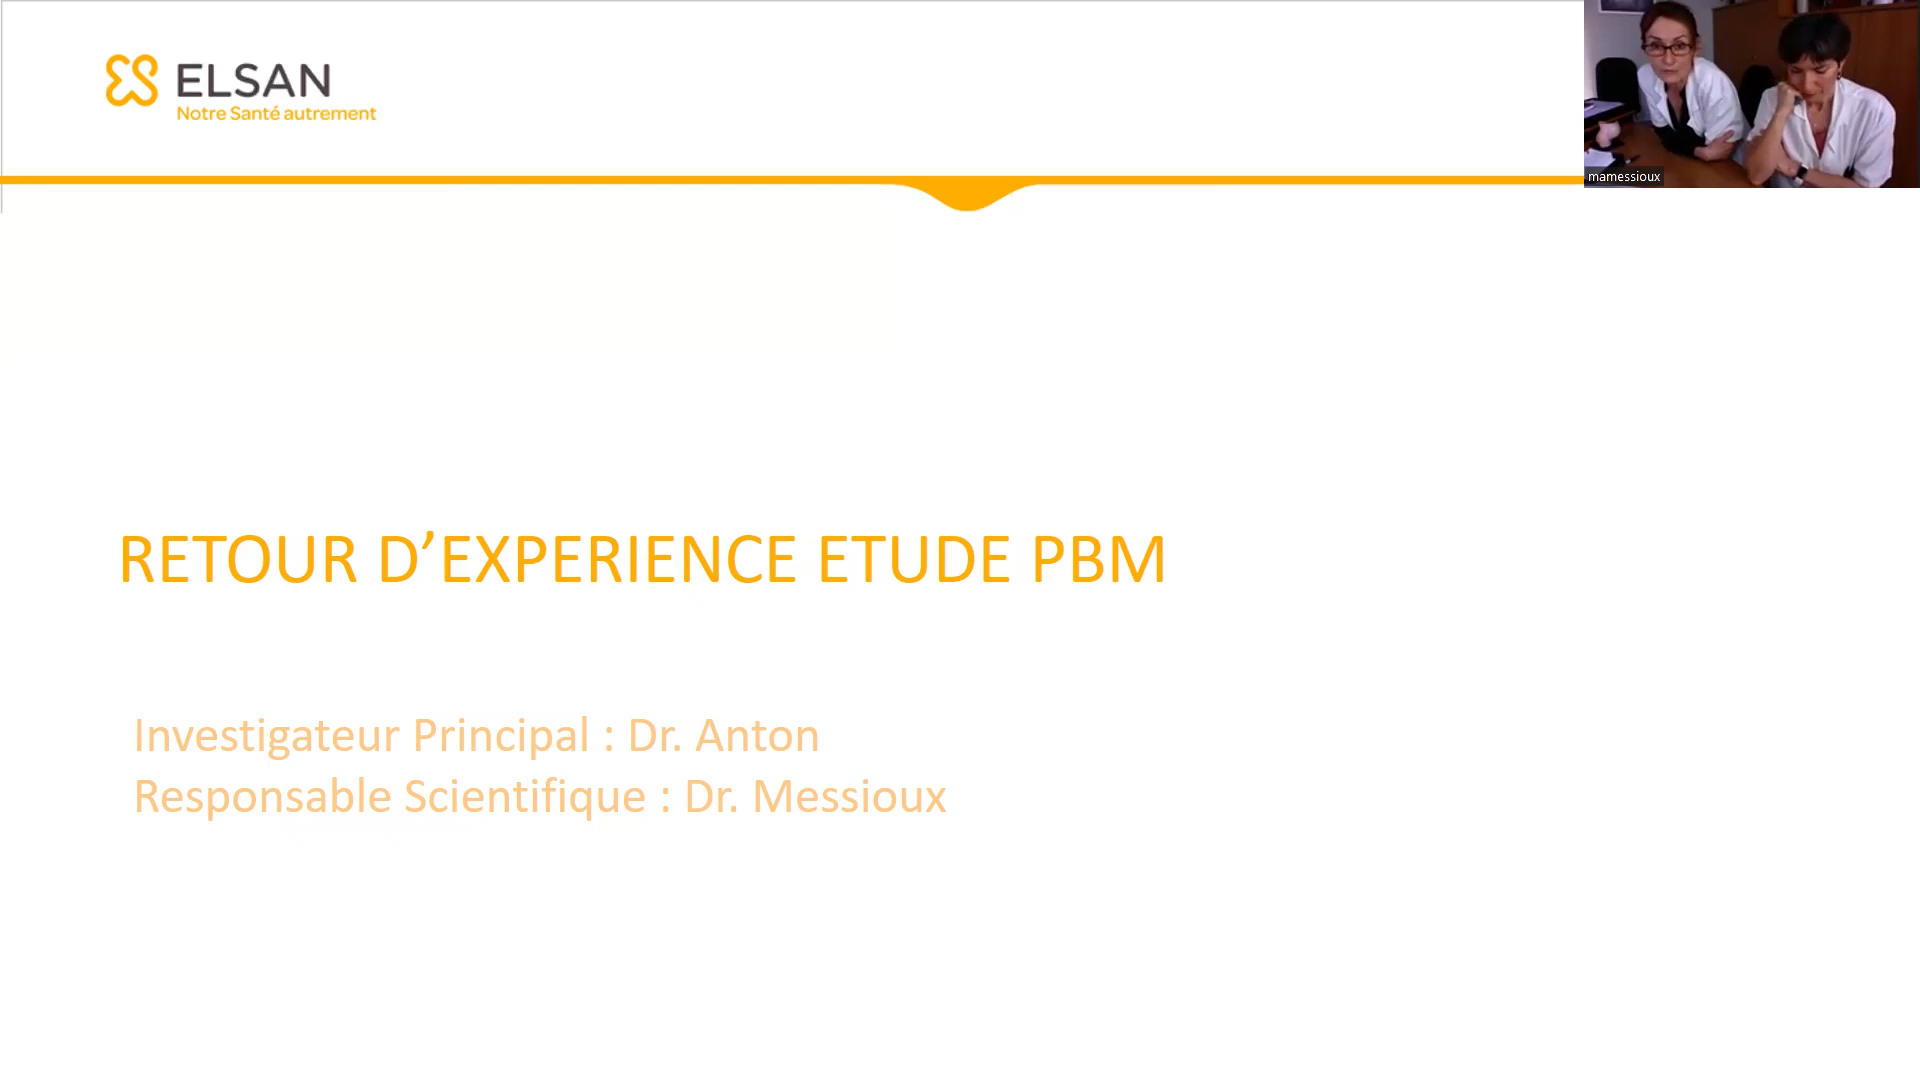 ELSAN
Notre Santé autrement
mamessioux
RETOUR D’EXPERIENCE ETUDE PBM
Investigateur Principal : Dr. Anton
Responsable Scientifique : Dr. Messioux